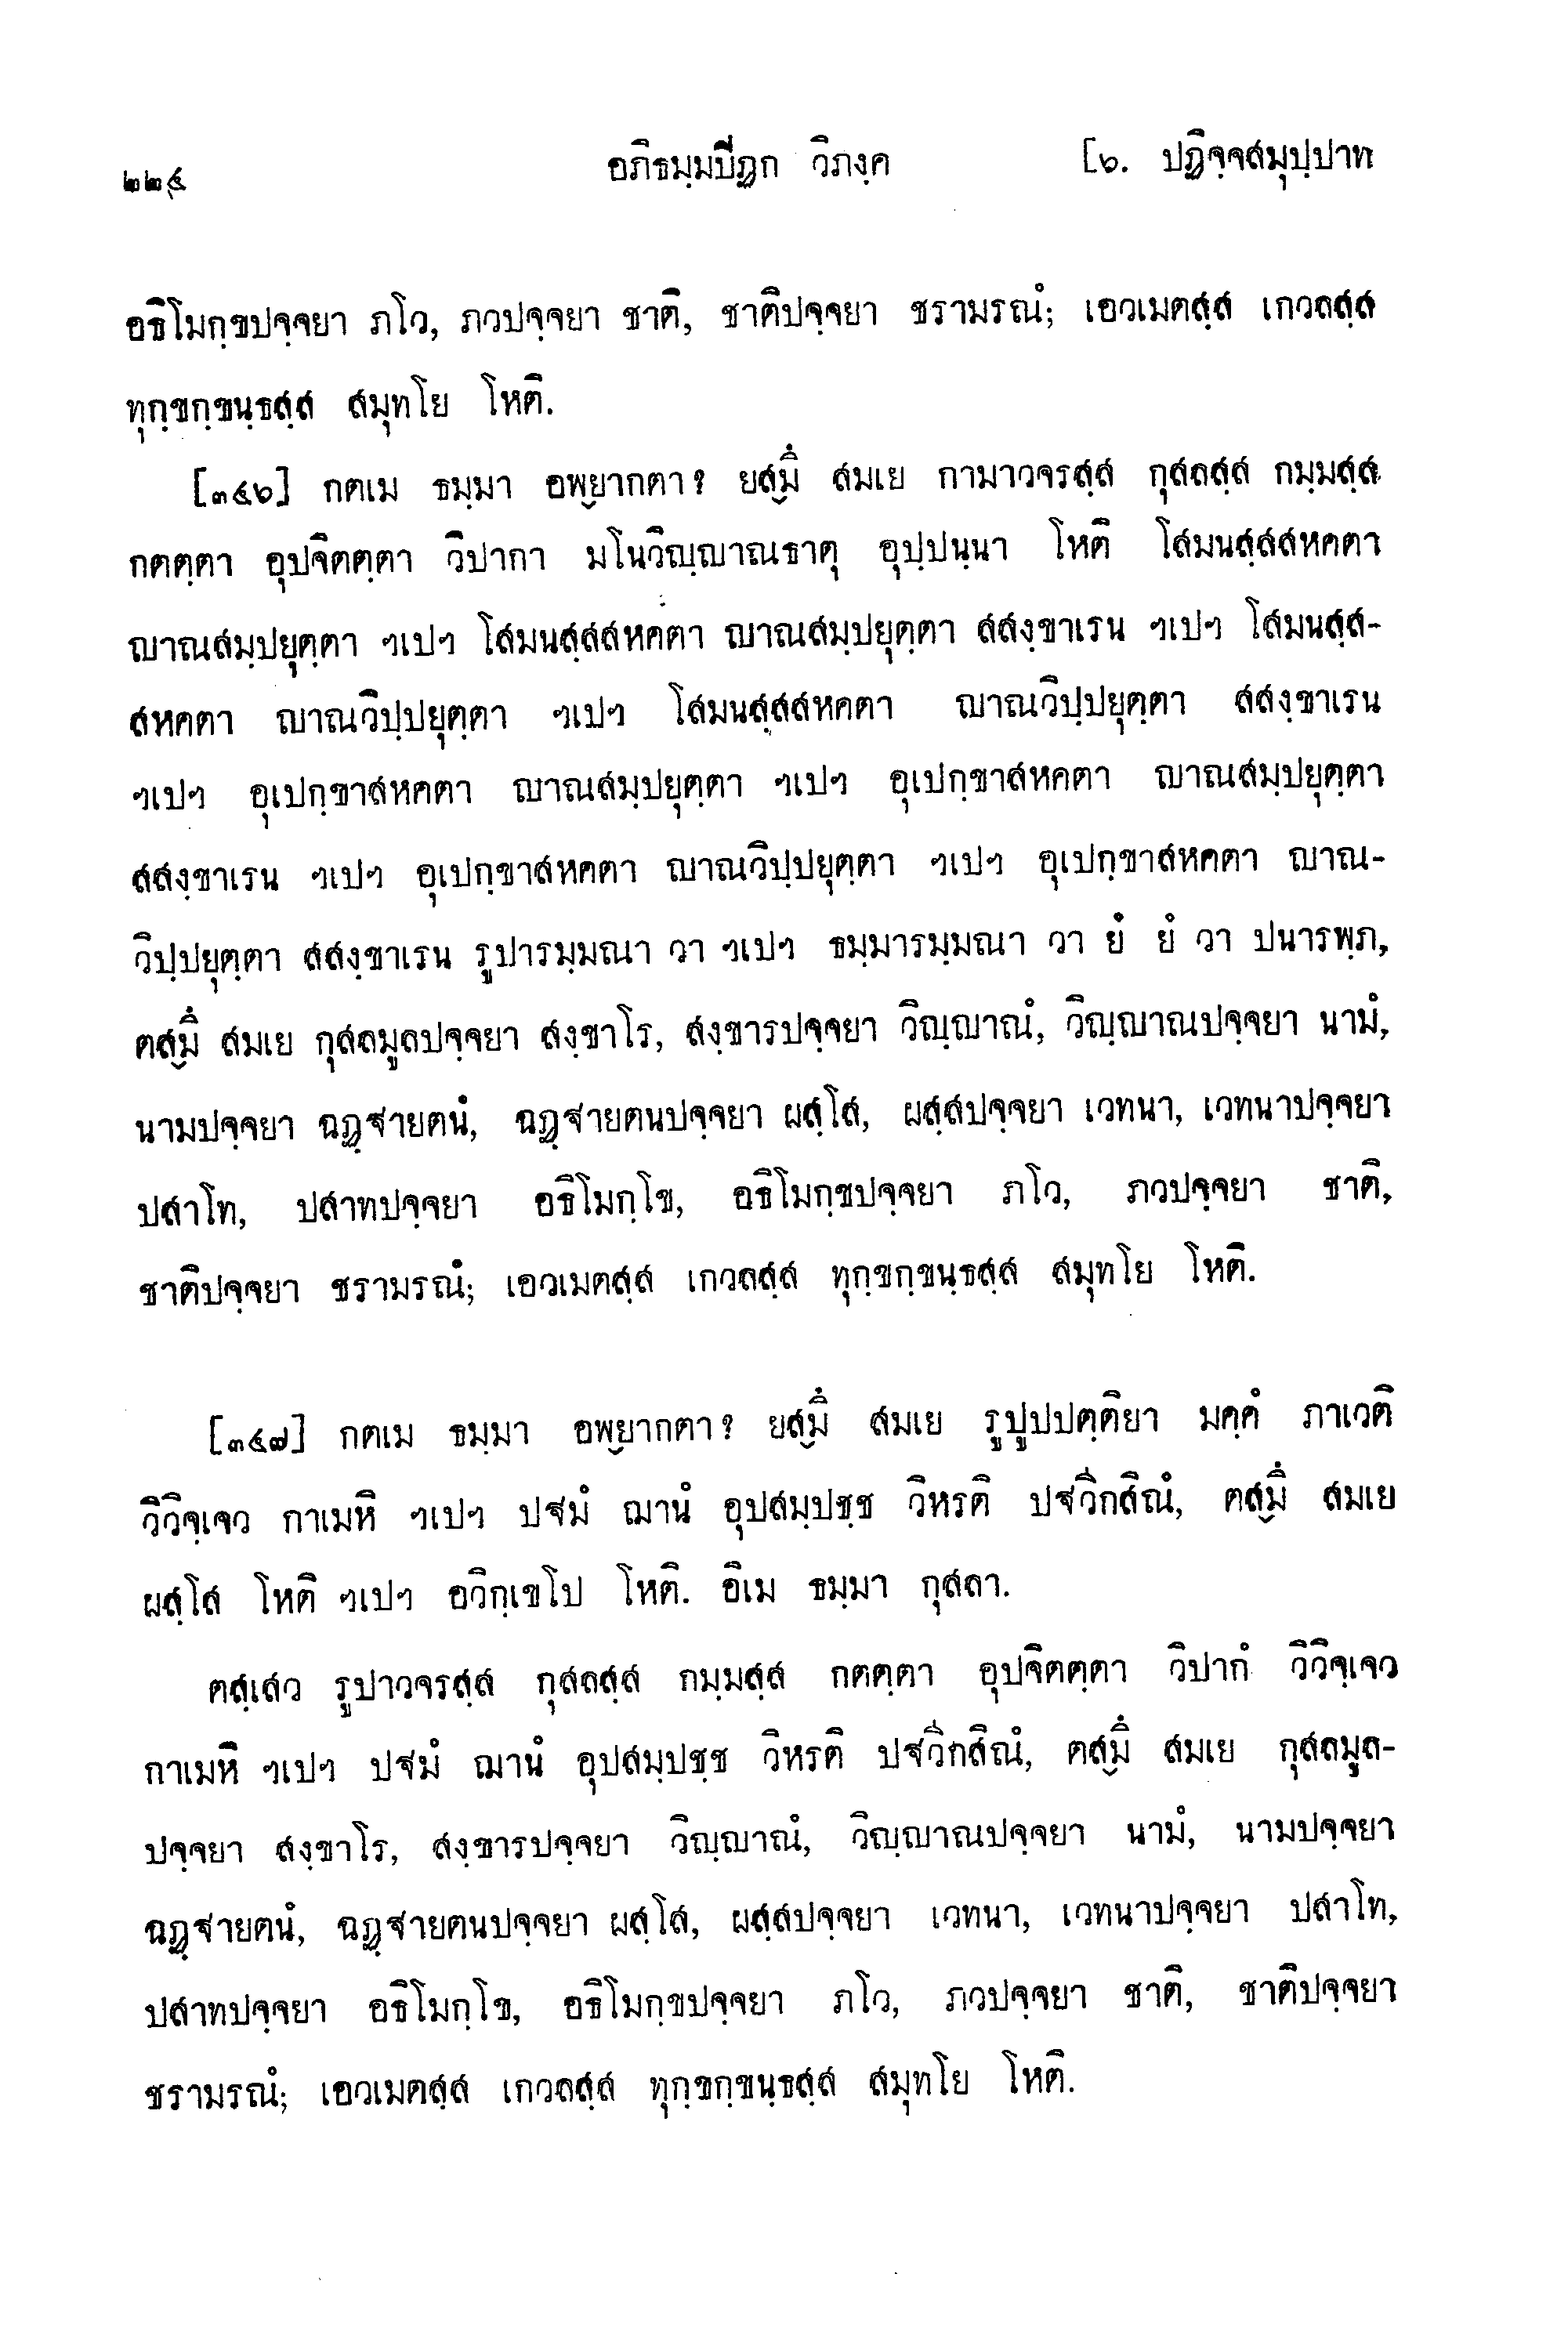 ๒๒๕ อภิธมฺมปิฏก วิภงฺค [๖. ปฏิจฺจสมุปฺปาท
อธิโมกฺขปจฺจยา ภโว, ภวปจฺจยา ชาติ, ชาติปจฺจยา ชรามรณํ; เอวเมตสฺส เกวลสฺส
ทุกฺขกฺขนฺธสฺส สมุทโย โหติ.
[๓๔๖] กตเม ธมฺมา อพฺยากตา? ยสฺมึ สมเย กามาวจรสฺส กุสลสฺส กมฺมสฺส
กตตฺตา อุปจิตตฺตา วิปากา มโนวิญฺญาณธาตุ อุปฺปนฺนา โหติ โสมนสฺสสหคตา
ญาณสมฺปยุตฺตา ฯเปฯ โสมนสฺสสหคตา ญาณสมฺปยุตฺตา สสงฺขาเรน ฯเปฯ โสมนสฺส-
สหคตา ญาณวิปฺปยุตฺตา ฯเปฯ โสมนสฺสสหคตา ญาณวิปฺปยุตฺตา สสงฺขาเรน
ฯเปฯ อุเปกฺขาสหคตา ญาณสมฺปยุตฺตา ฯเปฯ อุเปกฺขาสหคตา ญาณสมฺปยุตฺตา
สสงฺขาเรน ฯเปฯ อุเปกฺขาสหคตา ญาณวิปฺปยุตฺตา ฯเปฯ อุเปกฺขาสหคตา ญาณ-
วิปฺปยุตฺตา สสงฺขาเรน รูปารมฺมณา วา ฯเปฯ ธมฺมารมฺมณา วา ยํ ยํ วา ปนารพฺภ,
ตสฺมึ สมเย กุสลมูลปจฺจยา สงฺขาโร, สงฺขารปจฺจยา วิญฺญาณํ, วิญฺญาณปจฺจยา นามํ,
นามปจฺจยา ฉฏฺฐายตนํ, ฉฏฺฐายตนปจฺจยา ผสฺโส, ผสฺสปจฺจยา เวทนา, เวทนาปจฺจยา
ปสาโท, ปสาทปจฺจยา อธิโมกฺโข, อธิโมกฺขปจฺจยา ภโว, ภวปจฺจยา ชาติ,
ชาติปจฺจยา ชรามรณํ; เอวเมตสฺส เกวลสฺส ทุกฺขกฺขนฺธสฺส สมุทโย โหติ.
[๓๔๗] กตเม ธมฺมา อพฺยากตา? ยสฺมึ สมเย รูปูปปตฺติยา มคฺคํ ภาเวติ
วิวิจฺเจว กาเมหิ ฯเปฯ ปฐมํ ฌานํ อุปสมฺปชฺช วิหรติ ปฐวีกสิณํ, ตสฺมึ สมเย
ผสฺโส โหติ ฯเปฯ อวิกฺเขโป โหติ. อิเม ธมฺมา กุสลา.
ตสฺเสว รูปาวจรสฺส กุสลสฺส กมฺมสฺส กตตฺตา อุปจิตตฺตา วิปากํ วิวิจฺเจว
กาเมหิ ฯเปฯ ปฐมํ ฌานํ อุปสมฺปชฺช วิหรติ ปฐวีกสิณํ, ตสฺมึ สมเย กุสลมูล-
ปจฺจยา สงฺขาโร, สงฺขารปจฺจยา วิญฺญาณํ, วิญฺญาณปจฺจยา นามํ, นามปจฺจยา
ฉฏฺฐายตนํ, ฉฏฺฐายตนปจฺจยา ผสฺโส, ผสฺสปจฺจยา เวทนา, เวทนาปจฺจยา ปสาโท,
ปสาทปจฺจยา อธิโมกฺโข, อธิโมกฺขปจฺจยา ภโว, ภวปจฺจยา ชาติ, ชาติปจฺจยา
ชรามรณํ; เอวเมตสฺส เกวลสฺส ทุกฺขกฺขนฺธสฺส สมุทโย โหติ.